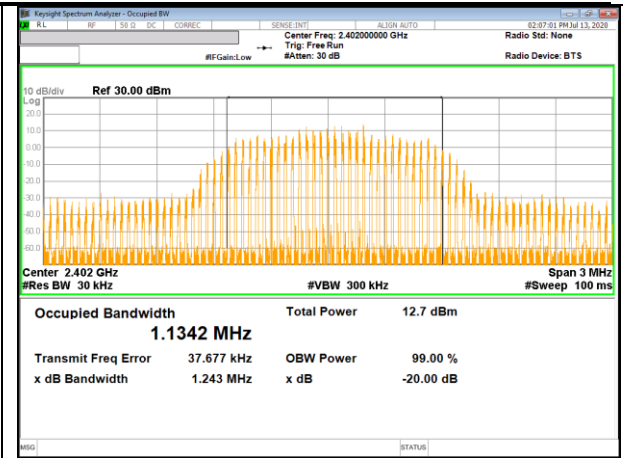 Keysight Spectrum Analyzer - Occupied BW
RL RF 50 Ω DC CORREC SENSE:INT ALIGN AUTO 02:07:01 PM Jul 13, 2020
Center Freq: 2.402000000 GHz Radio Std: None
Trig: Free Run
#IFGain:Low #Atten: 30 dB Radio Device: BTS
10 dB/div Ref 30.00 dBm
Log
20.0
10.0
0.00
-10.0
-20.0
-30.0
-40.0
-50.0
-60.0
Center 2.402 GHz Span 3 MHz
#Res BW 30 kHz #VBW 300 kHz #Sweep 100 ms
Occupied Bandwidth Total Power 12.7 dBm
1.1342 MHz
Transmit Freq Error 37.677 kHz OBW Power 99.00 %
x dB Bandwidth 1.243 MHz x dB -20.00 dB
MSG STATUS